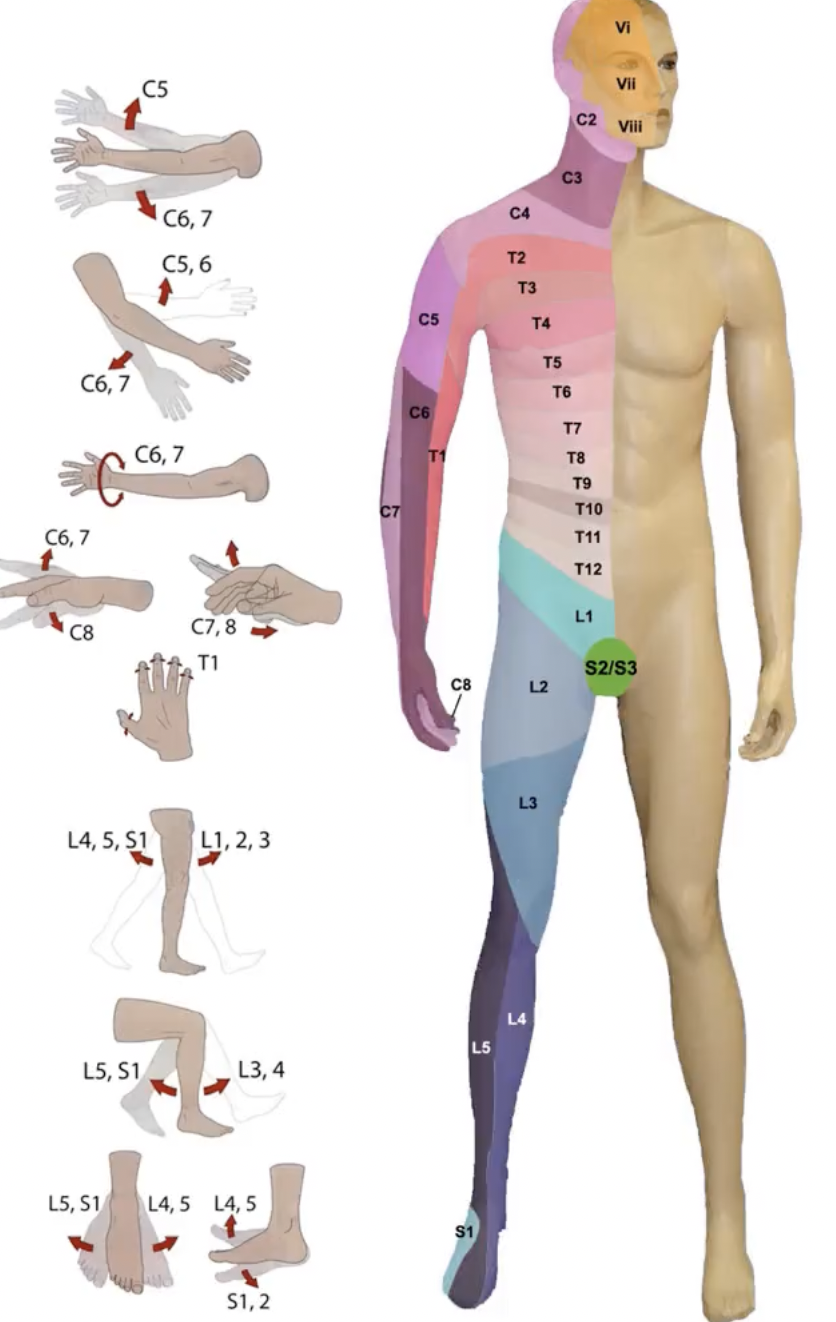 C5
C6, 7
C5, 6
C6, 7
C6, 7
C6, 7
C8
C7, 8
T1
L4, 5, S1
L1, 2, 3
L5, S1
L3, 4
L5, S1
L4, 5
L4, 5
S1, 2
Vi
Vii
Viii
C2
C3
C4
T2
T3
C5
T4
T5
T6
C6
T7
T1
T8
T9
C7
T10
T11
T12
L1
S2/S3
C8
L2
L3
L4
L5
S1